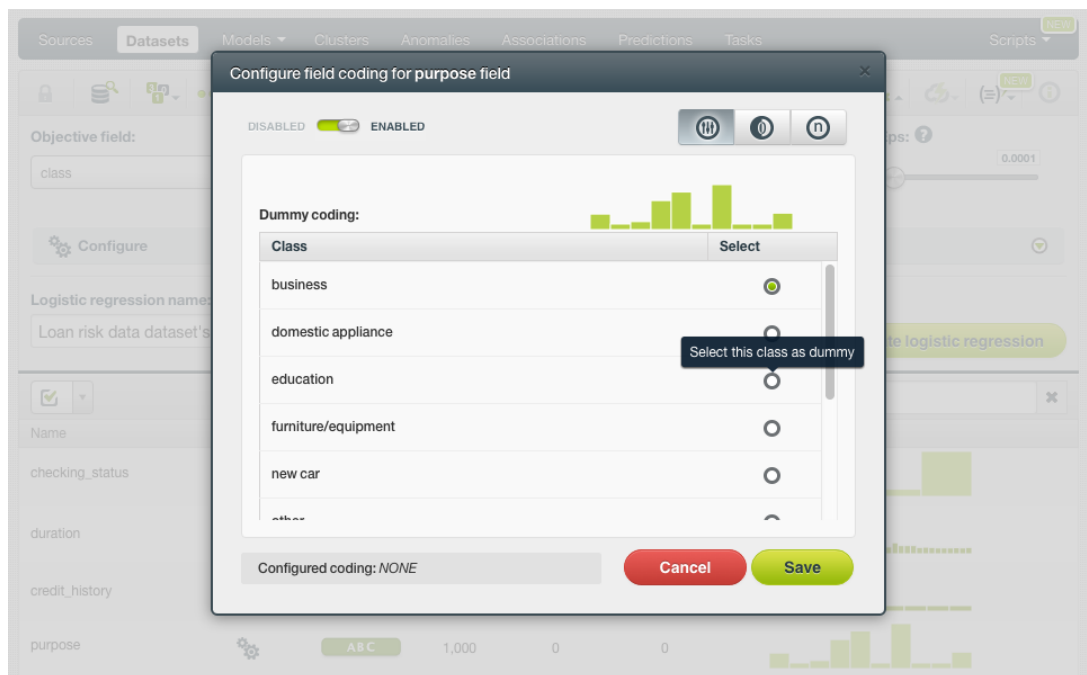 Sources Datasets Models Clusters Anomalies Associations Predictions Tasks Scripts NEW
Configure field coding for purpose field
NEW
Objective field:
DISABLED ENABLED
n
ps:
class
0.0001
Dummy coding:
Configure
Class Select
business
Logistic regression name:
Loan risk data dataset's
domestic appliance
te logistic regression
Select this class as dummy
education
furniture/equipment
Name
new car
checking_status
other
duration
Configured coding: NONE
Cancel
Save
credit_history
purpose ABC 1,000 0 0